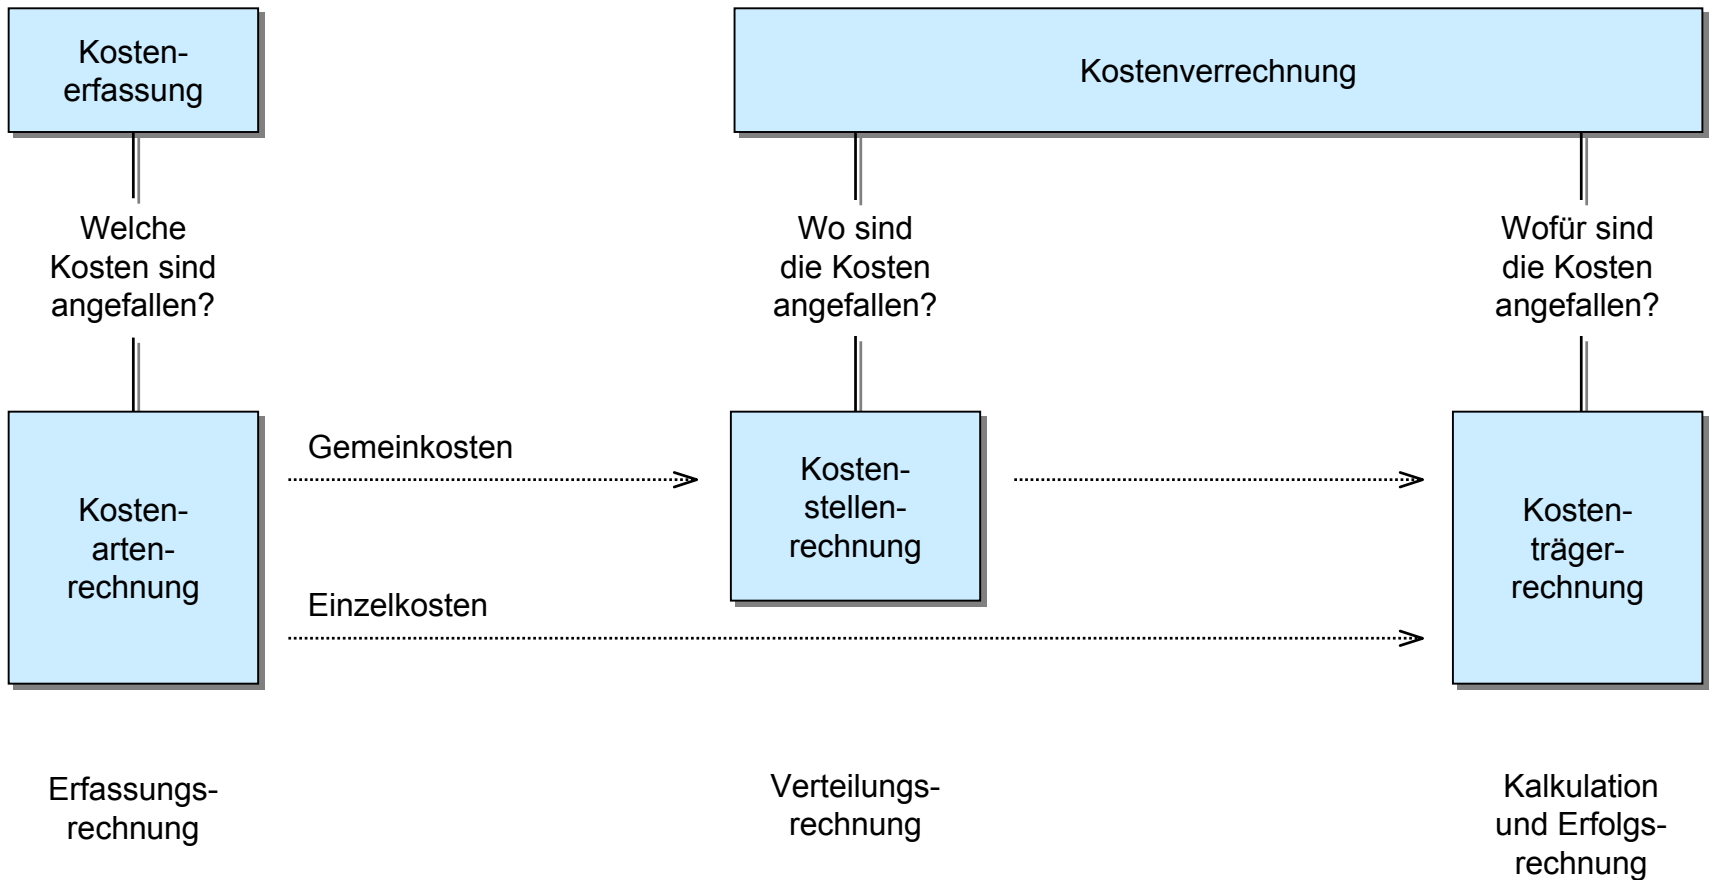 Kosten-
erfassung
Kostenverrechnung
Welche
Kosten sind
angefallen?
Wo sind
die Kosten
angefallen?
Wofür sind
die Kosten
angefallen?
Kosten-
arten-
rechnung
Gemeinkosten
Einzelkosten
Kosten-
stellen-
rechnung
Kosten-
träger-
rechnung
Erfassungs-
rechnung
Verteilungs-
rechnung
Kalkulation
und Erfolgs-
rechnung